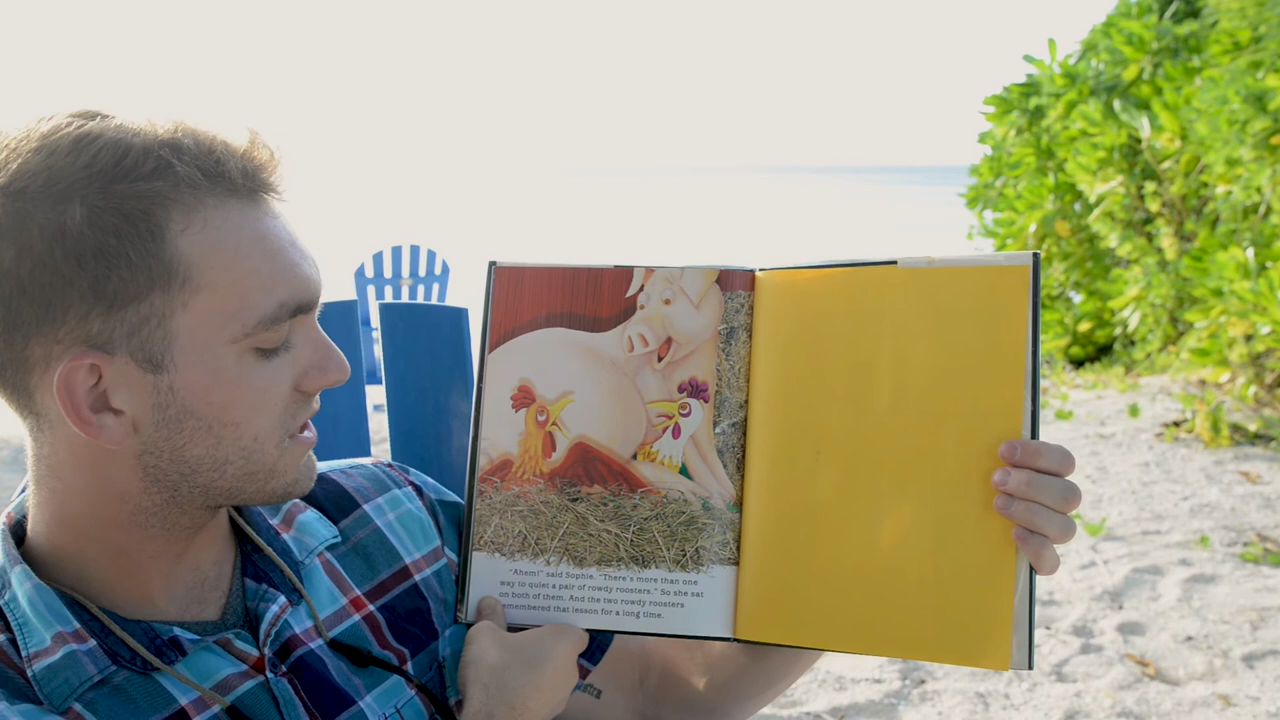 "Ahem!" said Sophie. "There's more than one
way to quiet a pair of rowdy roosters." So she sat
on both of them. And the two rowdy roosters
emembered that lesson for a long time.